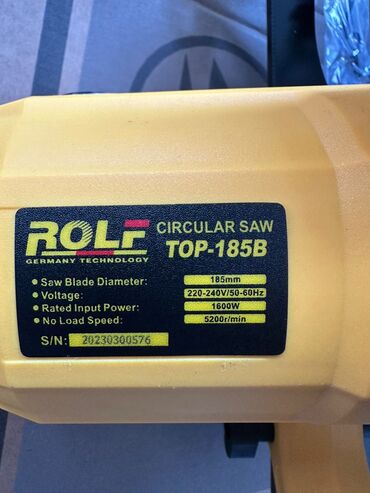 ROLF
GERMANY TECHNOLOGY
CIRCULAR SAW
TOP-185B
Saw Blade Diameter: 185mm
Voltage: 220-240V/50-60Hz
Rated Input Power: 1600W
No Load Speed: 5200r/min
S/N: 20230300576